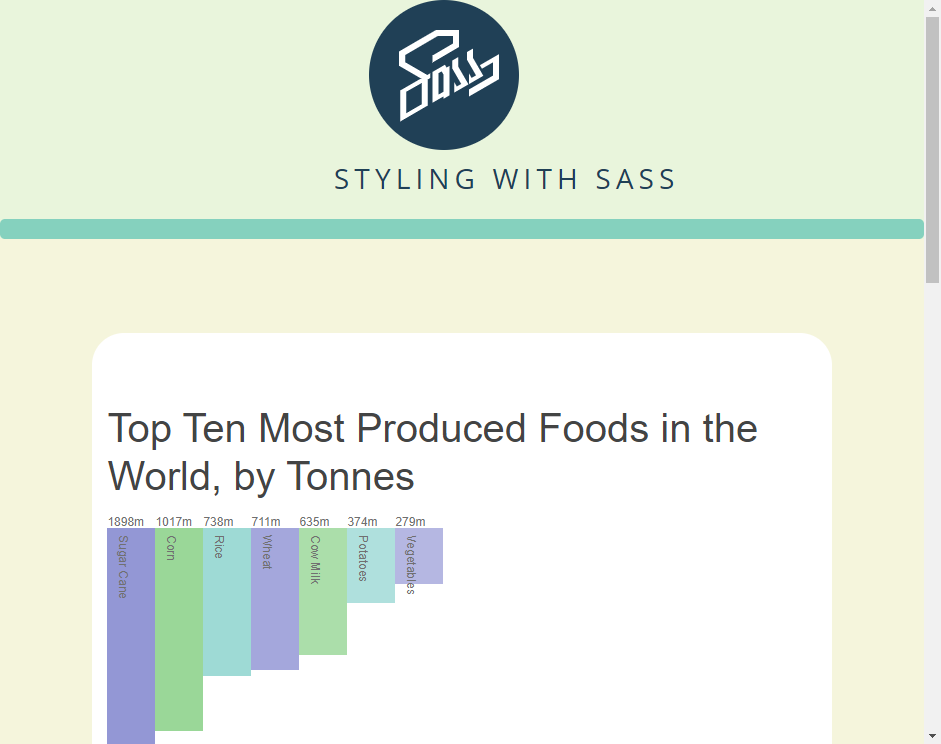 Sass
STYLING WITH SASS
Top Ten Most Produced Foods in the
World, by Tonnes
1898m 1017m 738m 711m 635m 374m 279m
Sugar Cane Corn Rice Wheat Cow Milk Potatoes Vegetables